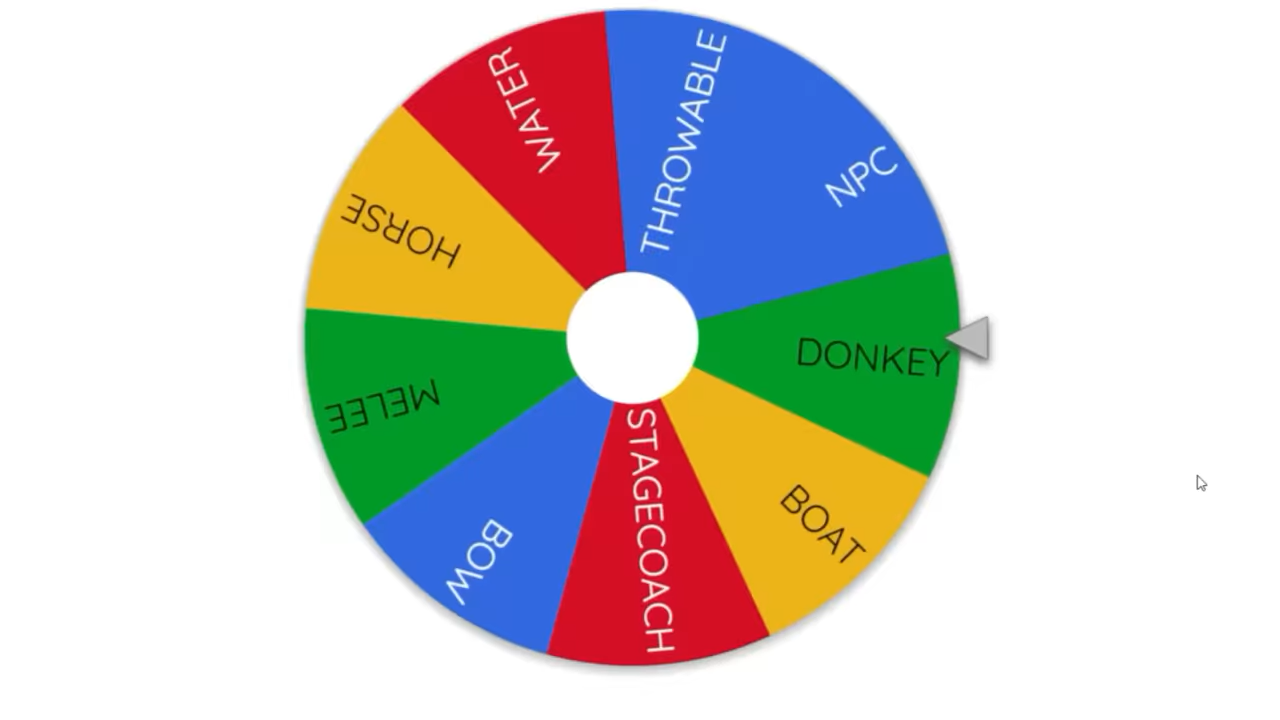 THROWABLE
NPC
DONKEY
BOAT
STAGECOACH
BOW
MELEE
HORSE
WATER